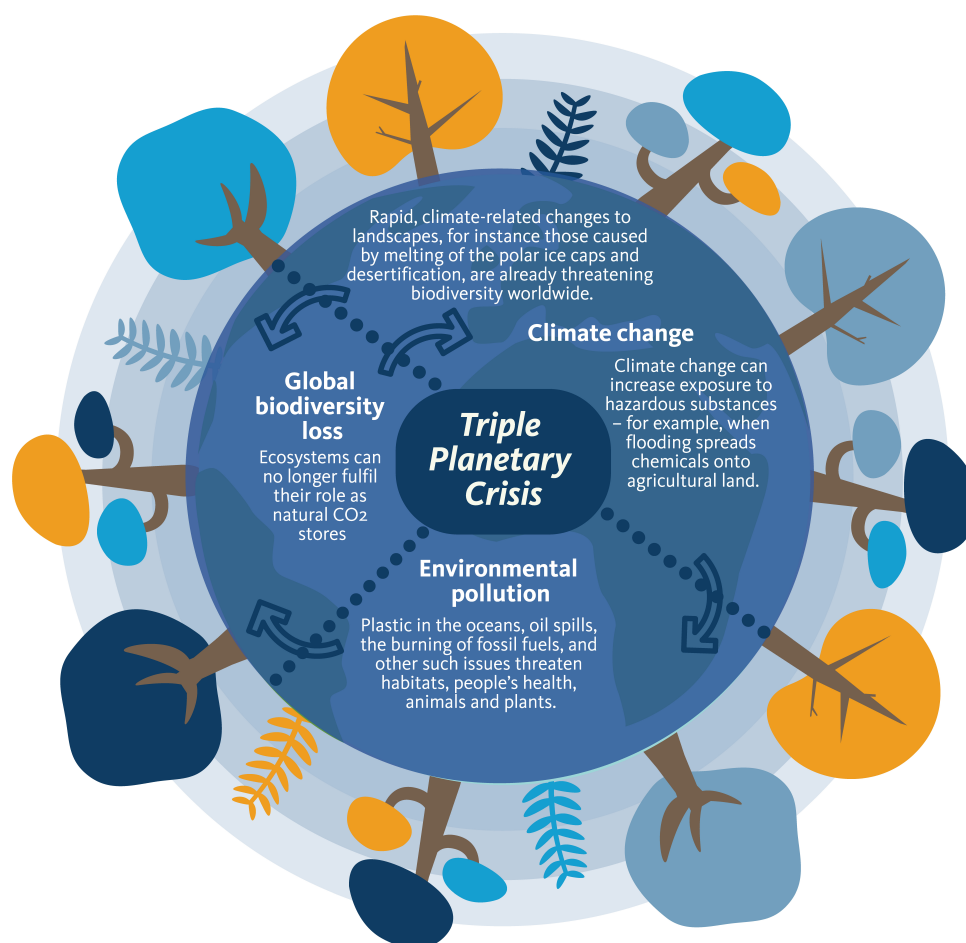 Rapid, climate-related changes to
landscapes, for instance those caused
by melting of the polar ice caps and
desertification, are already threatening
biodiversity worldwide.
Climate change
Climate change can
increase exposure to
hazardous substances
– for example, when
flooding spreads
chemicals onto
agricultural land.
Global
biodiversity
loss
Ecosystems can
no longer fulfil
their role as
natural CO2
stores
Triple
Planetary
Crisis
Environmental
pollution
Plastic in the oceans, oil spills,
the burning of fossil fuels, and
other such issues threaten
habitats, people’s health,
animals and plants.